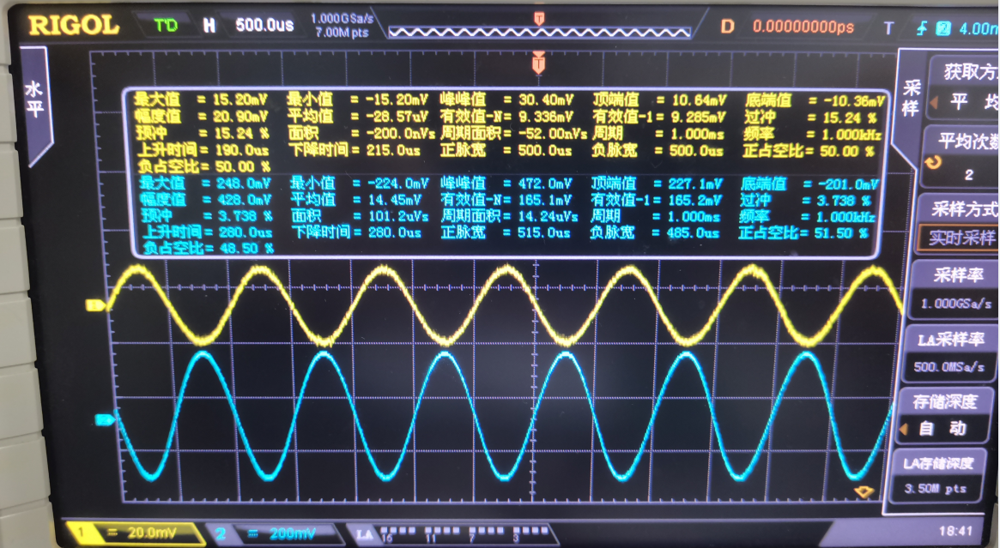 RIGOL T'D H 500.0us 1.000GSa/s 7.00M pts T D 0.00000000ps T 2 4.00m
T
水平
最大值 = 15.20mV 最小值 = -15.20mV 峰峰值 = 30.40mV 顶端值 = 10.64mV 底端值 = -10.36mV
幅度值 = 20.90mV 平均值 = -28.57uV 有效值-N= 9.336mV 有效值-1= 9.285mV 过冲 = 15.24 %
预冲 = 15.24 % 面积 = -200.0nVs 周期面积= -52.00nVs 周期 = 1.000ms 频率 = 1.000kHz
上升时间= 190.0us 下降时间= 215.0us 正脉宽 = 500.0us 负脉宽 = 500.0us 正占空比= 50.00 %
负占空比= 50.00 %
最大值 = 248.0mV 最小值 = -224.0mV 峰峰值 = 472.0mV 顶端值 = 227.1mV 底端值 = -201.0mV
幅度值 = 428.0mV 平均值 = 14.45mV 有效值-N= 165.1mV 有效值-1= 165.2mV 过冲 = 3.738 %
预冲 = 3.738 % 面积 = 101.2uVs 周期面积= 14.24uVs 周期 = 1.000ms 频率 = 1.000kHz
上升时间= 280.0us 下降时间= 280.0us 正脉宽 = 515.0us 负脉宽 = 485.0us 正占空比= 51.50 %
负占空比= 48.50 %
采样
获取方
平 均
平均次数
2
采样方式
实时采样
采样率
1.000GSa/s
LA采样率
500.0MSa/s
存储深度
自 动
LA存储深度
3.50M pts
1 = 20.0mV 2 = 200mV LA 15 11 7 3
18:41